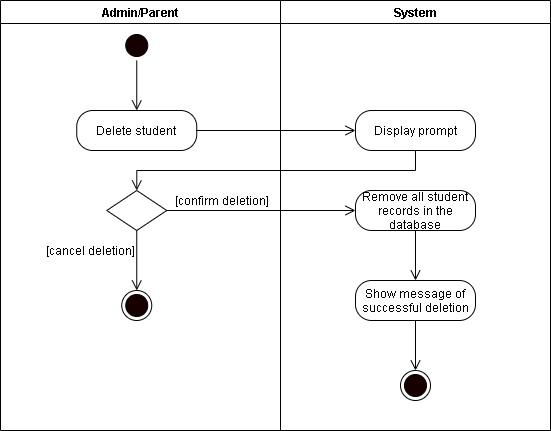 Admin/Parent
System
Delete student
Display prompt
[confirm deletion]
Remove all student
records in the
database
[cancel deletion]
Show message of
successful deletion